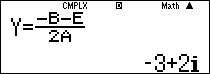 CMPLX D Math ▲
Y=(-B-E)/(2A)
-3+2i